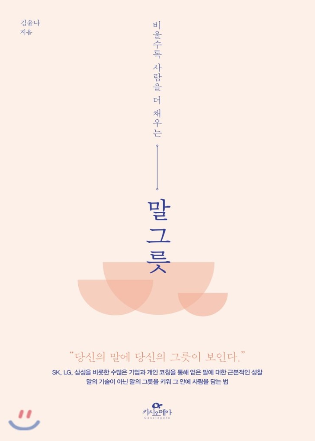 김윤나
지음
비울수록 사람을 더 채우는
말그릇
“당신의 말에 당신의 그릇이 보인다.”
SK, LG, 삼성을 비롯한 수많은 기업과 개인 코칭을 통해 얻은 말에 대한 근본적인 성찰
말의 기술이 아닌 말의 그릇을 키워 그 안에 사람을 담는 법
카시오페아